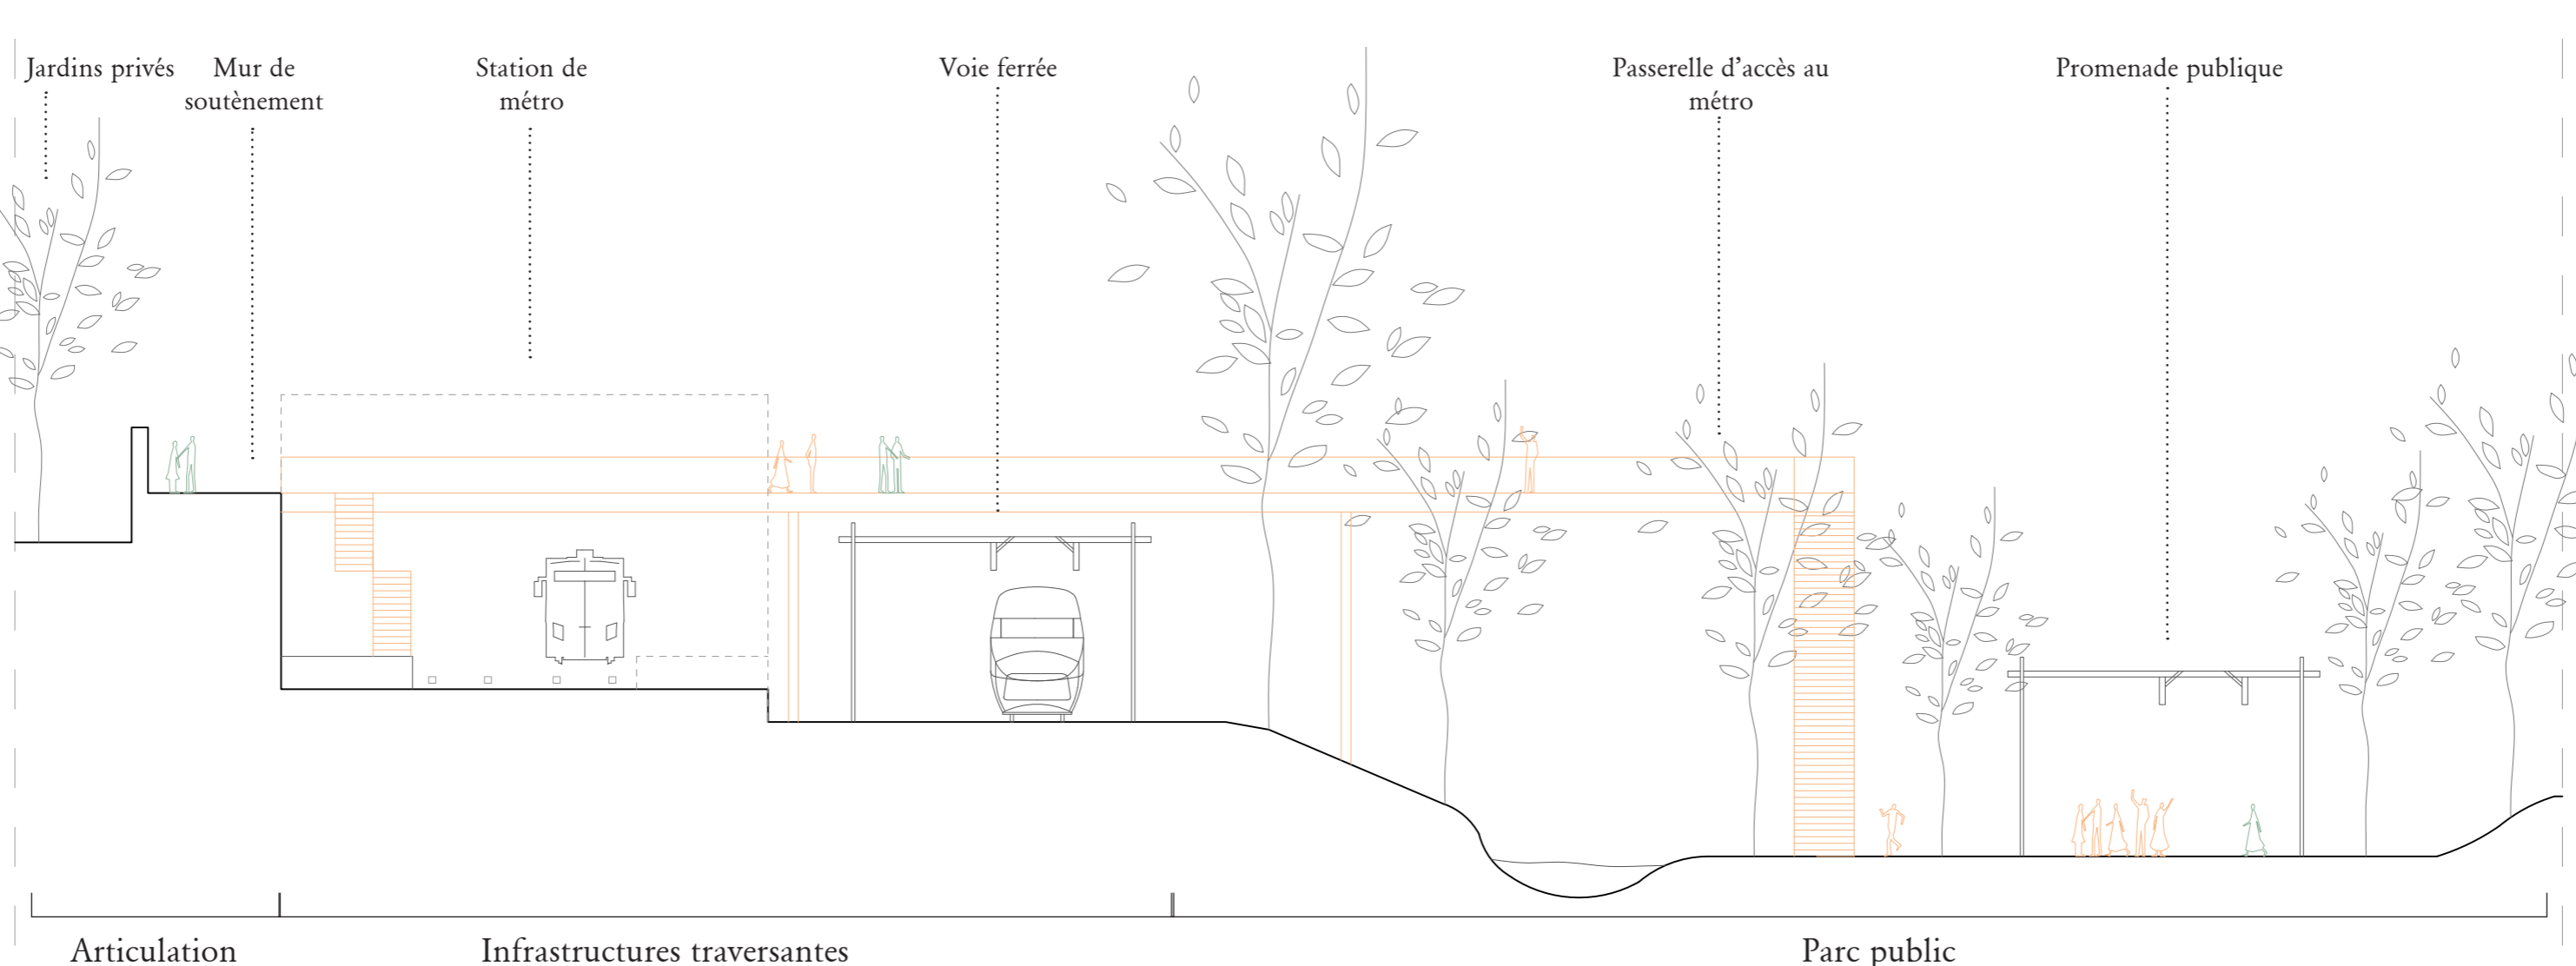 Jardins privés
Mur de
soutènement
Station de
métro
Voie ferrée
Passerelle d’accès au
métro
Promenade publique
Articulation
Infrastructures traversantes
Parc public